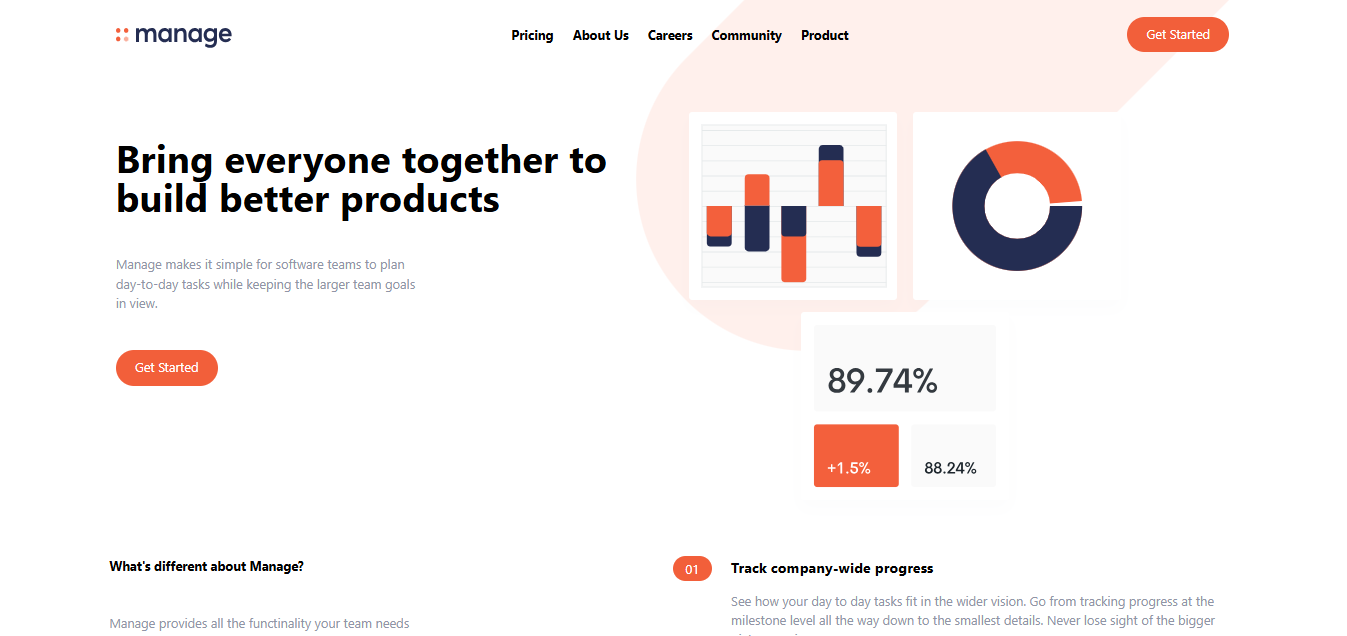 manage
Pricing About Us Careers Community Product
Get Started
Bring everyone together to
build better products
Manage makes it simple for software teams to plan
day-to-day tasks while keeping the larger team goals
in view.
Get Started
89.74%
+1.5% 88.24%
What's different about Manage?
Manage provides all the functinality your team needs
01 Track company-wide progress
See how your day to day tasks fit in the wider vision. Go from tracking progress at the
milestone level all the way down to the smallest details. Never lose sight of the bigger